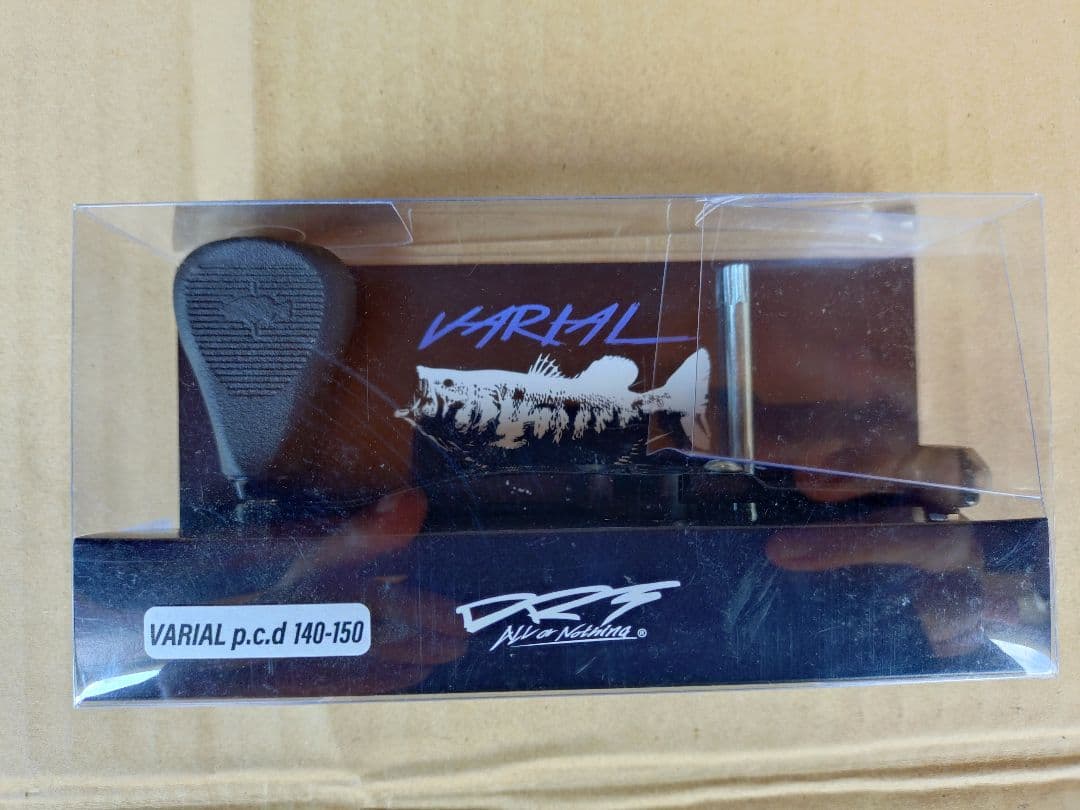 VARIAL
DRT
ALL or Nothing®
VARIAL p.c.d 140-150